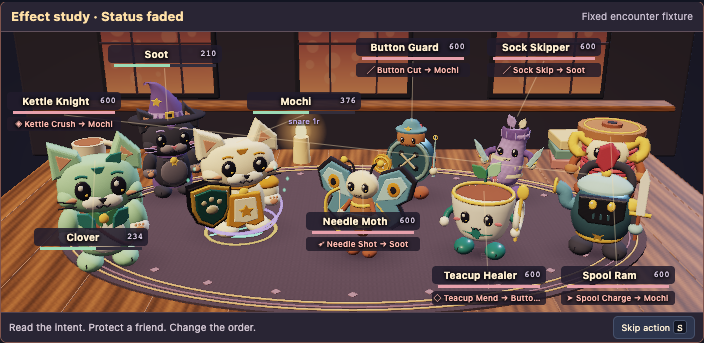 Effect study · Status faded
Fixed encounter fixture
Soot 210
Button Guard 600
Button Cut → Mochi
Sock Skipper 600
Sock Skip → Soot
Kettle Knight 600
Kettle Crush → Mochi
Mochi 376
snare 1r
Clover 234
Needle Moth 600
Needle Shot → Soot
Teacup Healer 600
Teacup Mend → Butto...
Spool Ram 600
Spool Charge → Mochi
Read the intent. Protect a friend. Change the order.
Skip action S